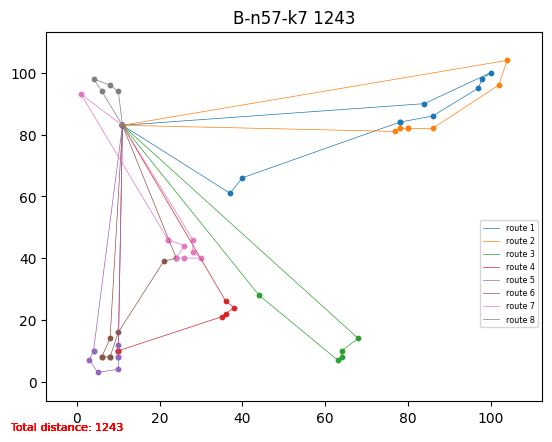 B-n57-k7 1243
100
80
60
40
20
0
0 20 40 60 80 100
route 1
route 2
route 3
route 4
route 5
route 6
route 7
route 8
Total distance: 1243